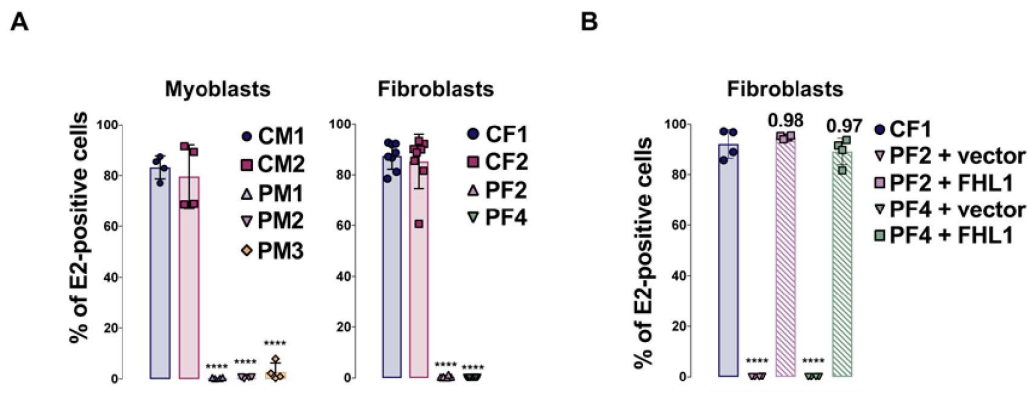 A
B
Myoblasts
Fibroblasts
Fibroblasts
% of E2-positive cells
100
80
60
40
20
0
**** **** ****
CM1
CM2
PM1
PM2
PM3
100
80
60
40
20
0
**** ****
CF1
CF2
PF2
PF4
% of E2-positive cells
100
80
60
40
20
0
0.98
0.97
**** ****
CF1
PF2 + vector
PF2 + FHL1
PF4 + vector
PF4 + FHL1